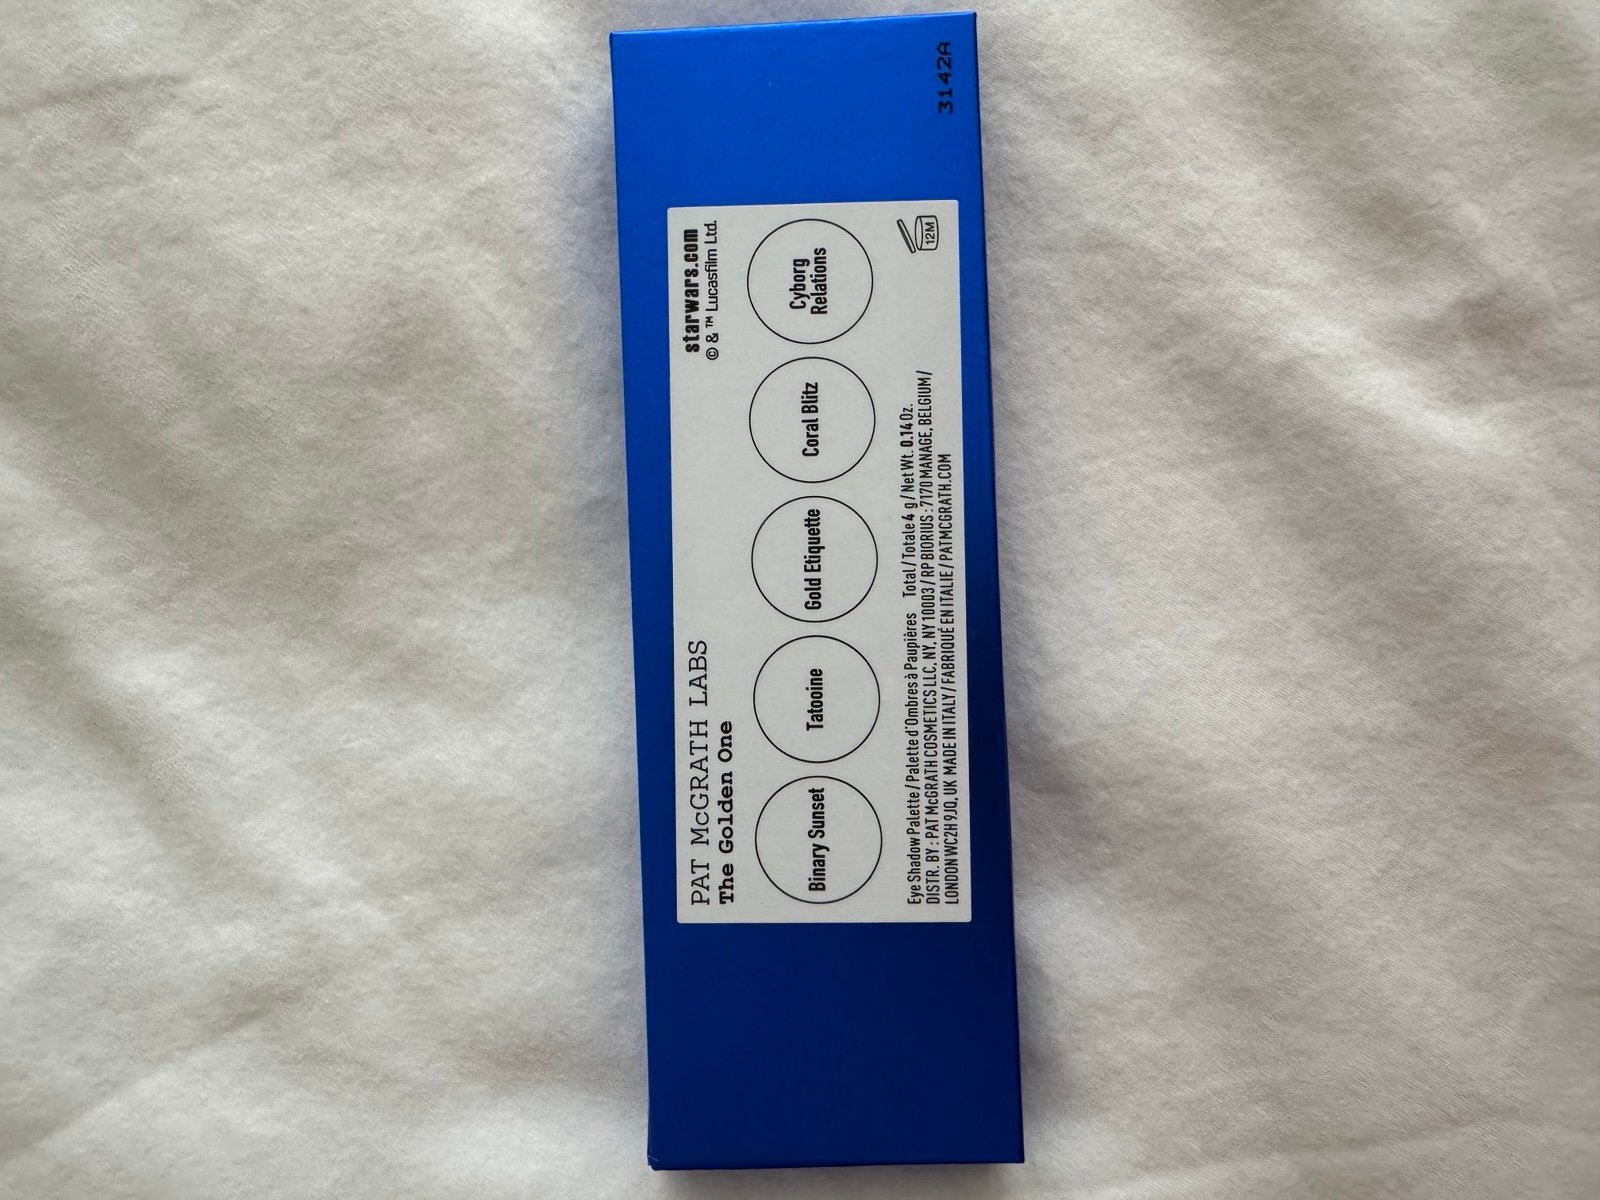 3142A
PAT McGRATH LABS
The Golden One
starwars.com
© & ™ Lucasfilm Ltd.
Binary Sunset
Tatooine
Gold Etiquette
Coral Blitz
Cyborg
Relations
Eye Shadow Palette / Palette d'Ombres à Paupières Total / Totale 4 g / Net Wt. 0.14 Oz.
DISTR. BY : PAT McGRATH COSMETICS LLC, NY, NY 10003 / RP BIORIUS : 7170 MANAGE, BELGIUM /
LONDON WC2H 9JQ, UK MADE IN ITALY / FABRIQUÉ EN ITALIE / PATMCGRATH.COM
12M